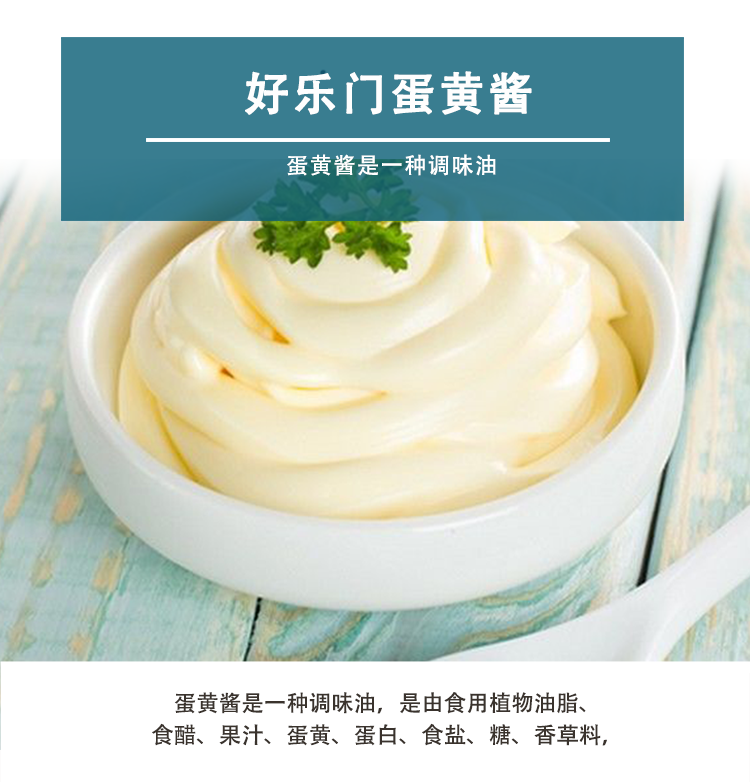 好乐门蛋黄酱
蛋黄酱是一种调味油
蛋黄酱是一种调味油，是由食用植物油脂、
食醋、果汁、蛋黄、蛋白、食盐、糖、香草料,